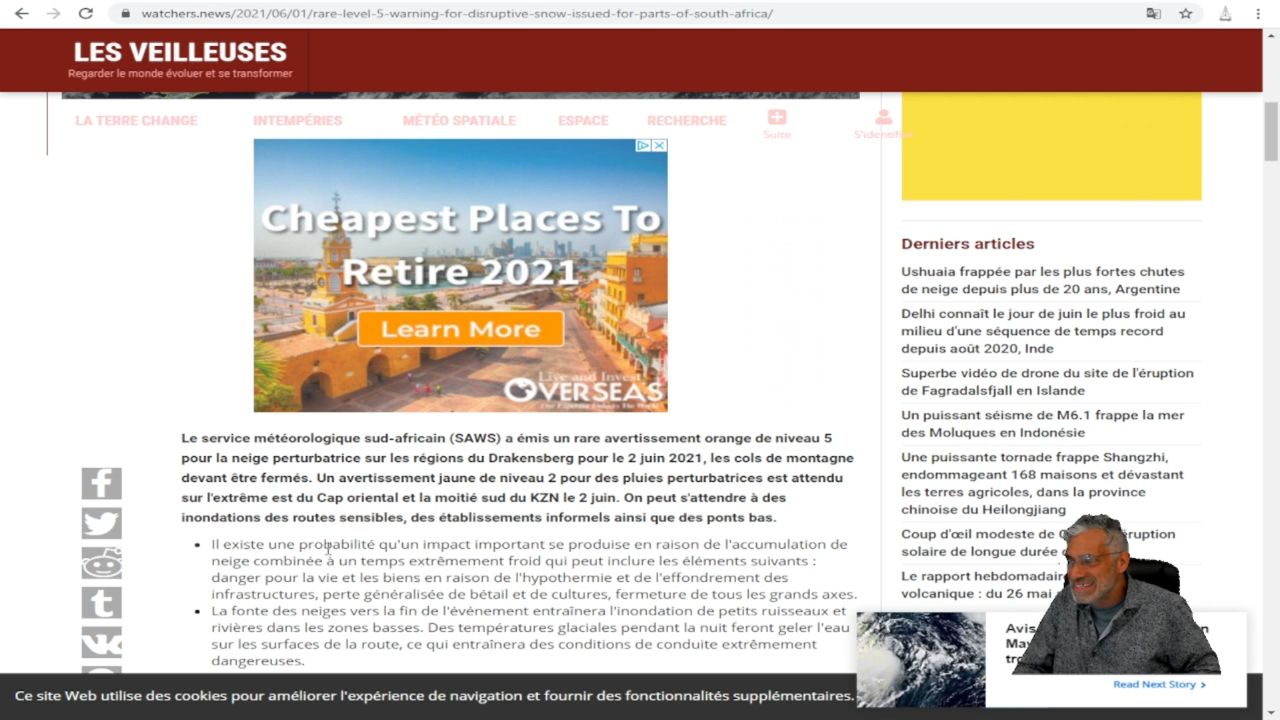 watchers.news/2021/06/01/rare-level-5-warning-for-disruptive-snow-issued-for-parts-of-south-africa/
LES VEILLEUSES
Regarder le monde évoluer et se transformer
LA TERRE CHANGE
INTEMPÉRIES
MÉTÉO SPATIALE
ESPACE
RECHERCHE
Suite
Cheapest Places To
Retire 2021
Learn More
Live and Invest
OVERSEAS
Le service météorologique sud-africain (SAWS) a émis un rare avertissement orange de niveau 5
pour la neige perturbatrice sur les régions du Drakensberg pour le 2 juin 2021, les cols de montagne
devant être fermés. Un avertissement jaune de niveau 2 pour des pluies perturbatrices est attendu
sur l'extrême est du Cap oriental et la moitié sud du KZN le 2 juin. On peut s'attendre à des
inondations des routes sensibles, des établissements informels ainsi que des ponts bas.
Il existe une probabilité qu'un impact important se produise en raison de l'accumulation de
neige combinée à un temps extrêmement froid qui peut inclure les éléments suivants :
danger pour la vie et les biens en raison de l'hypothermie et de l'effondrement des
infrastructures, perte généralisée de bétail et de cultures, fermeture de tous les grands axes.
La fonte des neiges vers la fin de l'événement entraînera l'inondation de petits ruisseaux et
rivières dans les zones basses. Des températures glaciales pendant la nuit feront geler l'eau
sur les surfaces de la route, ce qui entraînera des conditions de conduite extrêmement
dangereuses.
Derniers articles
Ushuaia frappée par les plus fortes chutes
de neige depuis plus de 20 ans, Argentine
Delhi connaît le jour de juin le plus froid au
milieu d'une séquence de temps record
depuis août 2020, Inde
Superbe vidéo de drone du site de l'éruption
de Fagradalsfjall en Islande
Un puissant séisme de M6.1 frappe la mer
des Moluques en Indonésie
Une puissante tornade frappe Shangzhi,
endommageant 168 maisons et dévastant
les terres agricoles, dans la province
chinoise du Heilongjiang
Coup d'œil modeste de éruption
solaire de longue durée
Le rapport hebdomadaire
volcanique : du 26 mai
Read Next Story
Ce site Web utilise des cookies pour améliorer l'expérience de navigation et fournir des fonctionnalités supplémentaires.